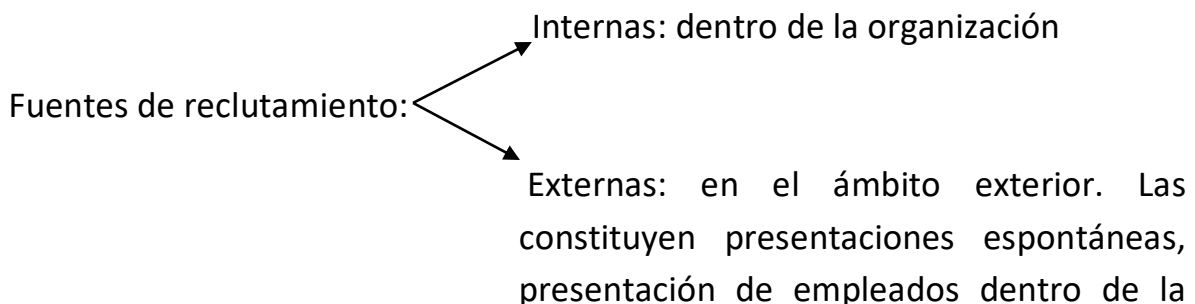 Internas: dentro de la organización
Fuentes de reclutamiento:
Externas: en el ámbito exterior. Las
constituyen presentaciones espontáneas,
presentación de empleados dentro de la